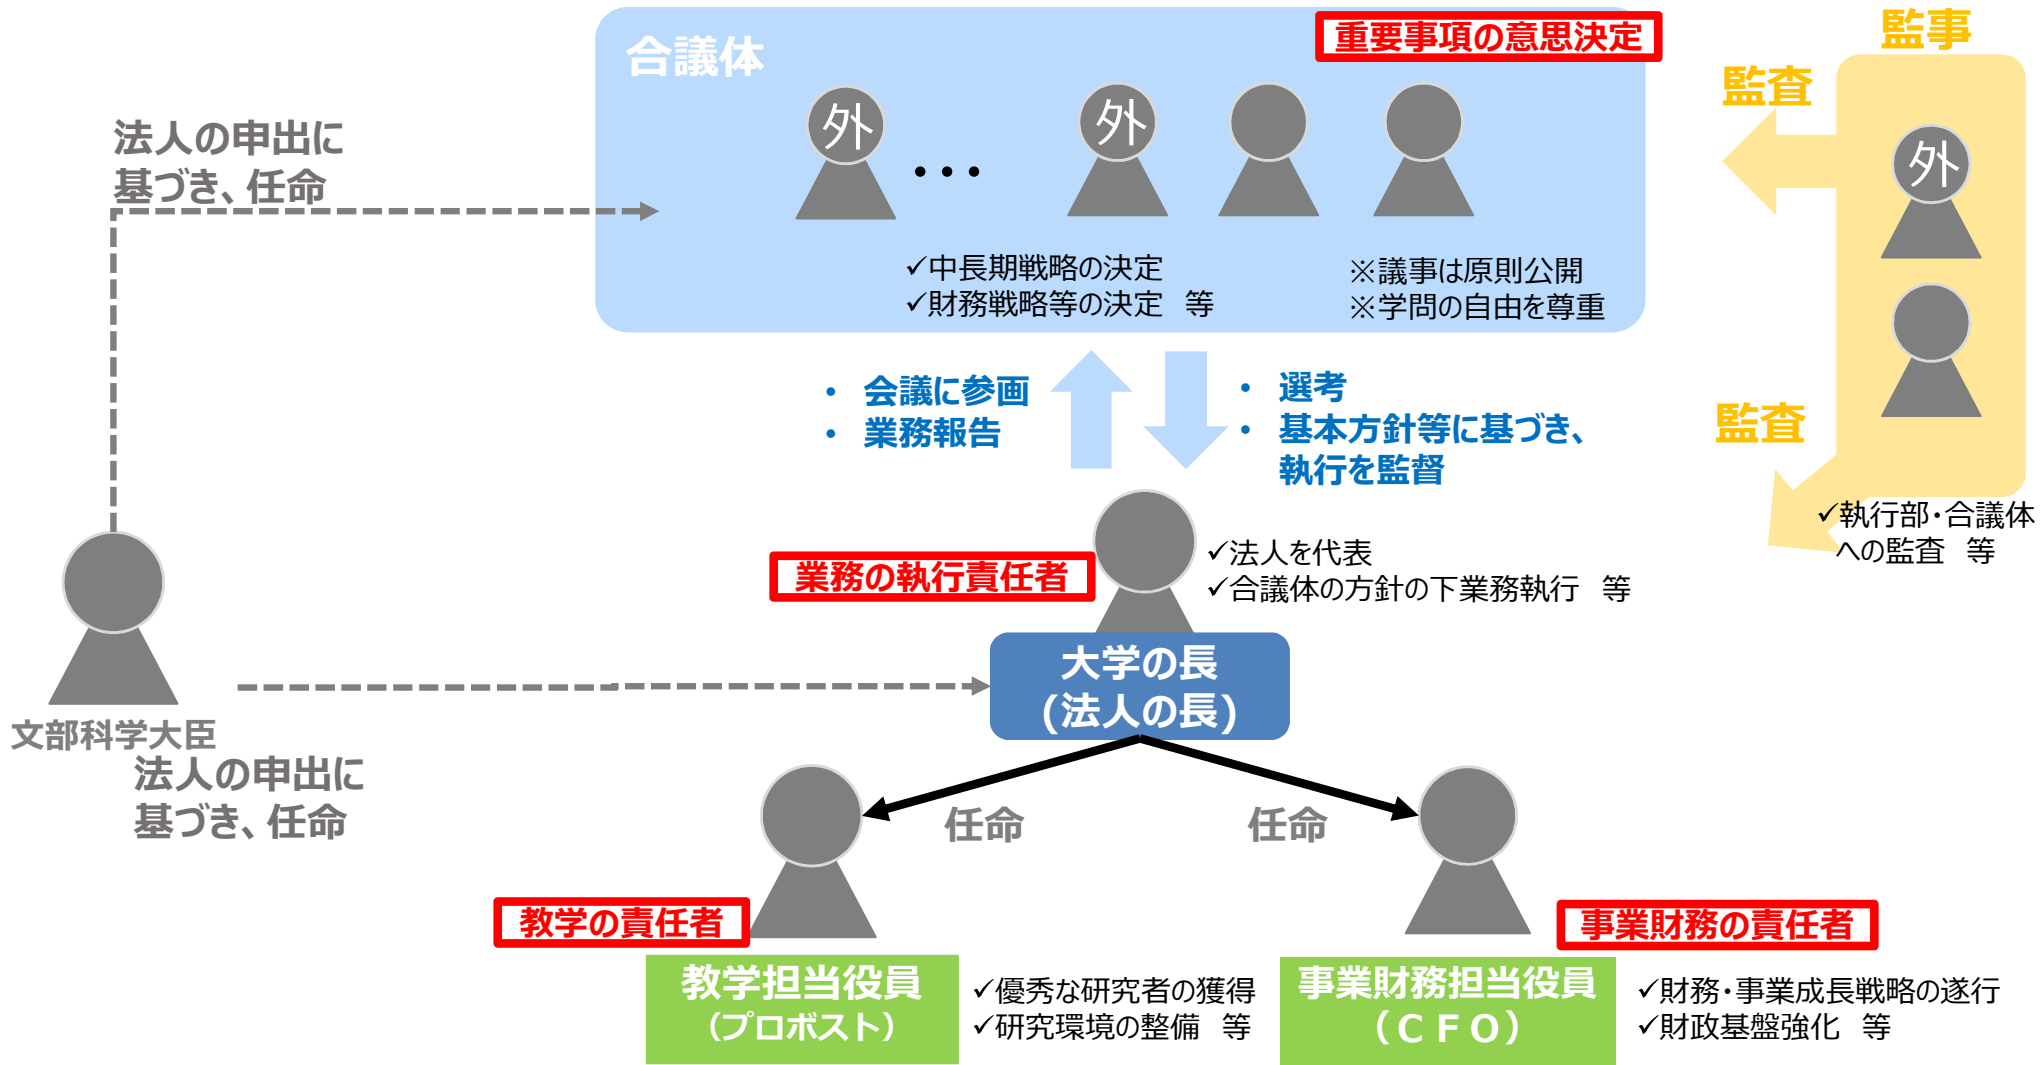 合議体
重要事項の意思決定
監事
監査
外
・・・
外
外
法人の申出に
基づき、任命
✓中長期戦略の決定
✓財務戦略等の決定　等
※議事は原則公開
※学問の自由を尊重
• 会議に参画
• 業務報告
• 選考
• 基本方針等に基づき、
執行を監督
監査
✓執行部・合議体
への監査　等
業務の執行責任者
✓法人を代表
✓合議体の方針の下業務執行　等
大学の長
(法人の長)
文部科学大臣
法人の申出に
基づき、任命
任命
任命
教学の責任者
事業財務の責任者
教学担当役員
（プロボスト）
✓優秀な研究者の獲得
✓研究環境の整備　等
事業財務担当役員
（ＣＦＯ）
✓財務・事業成長戦略の遂行
✓財政基盤強化　等